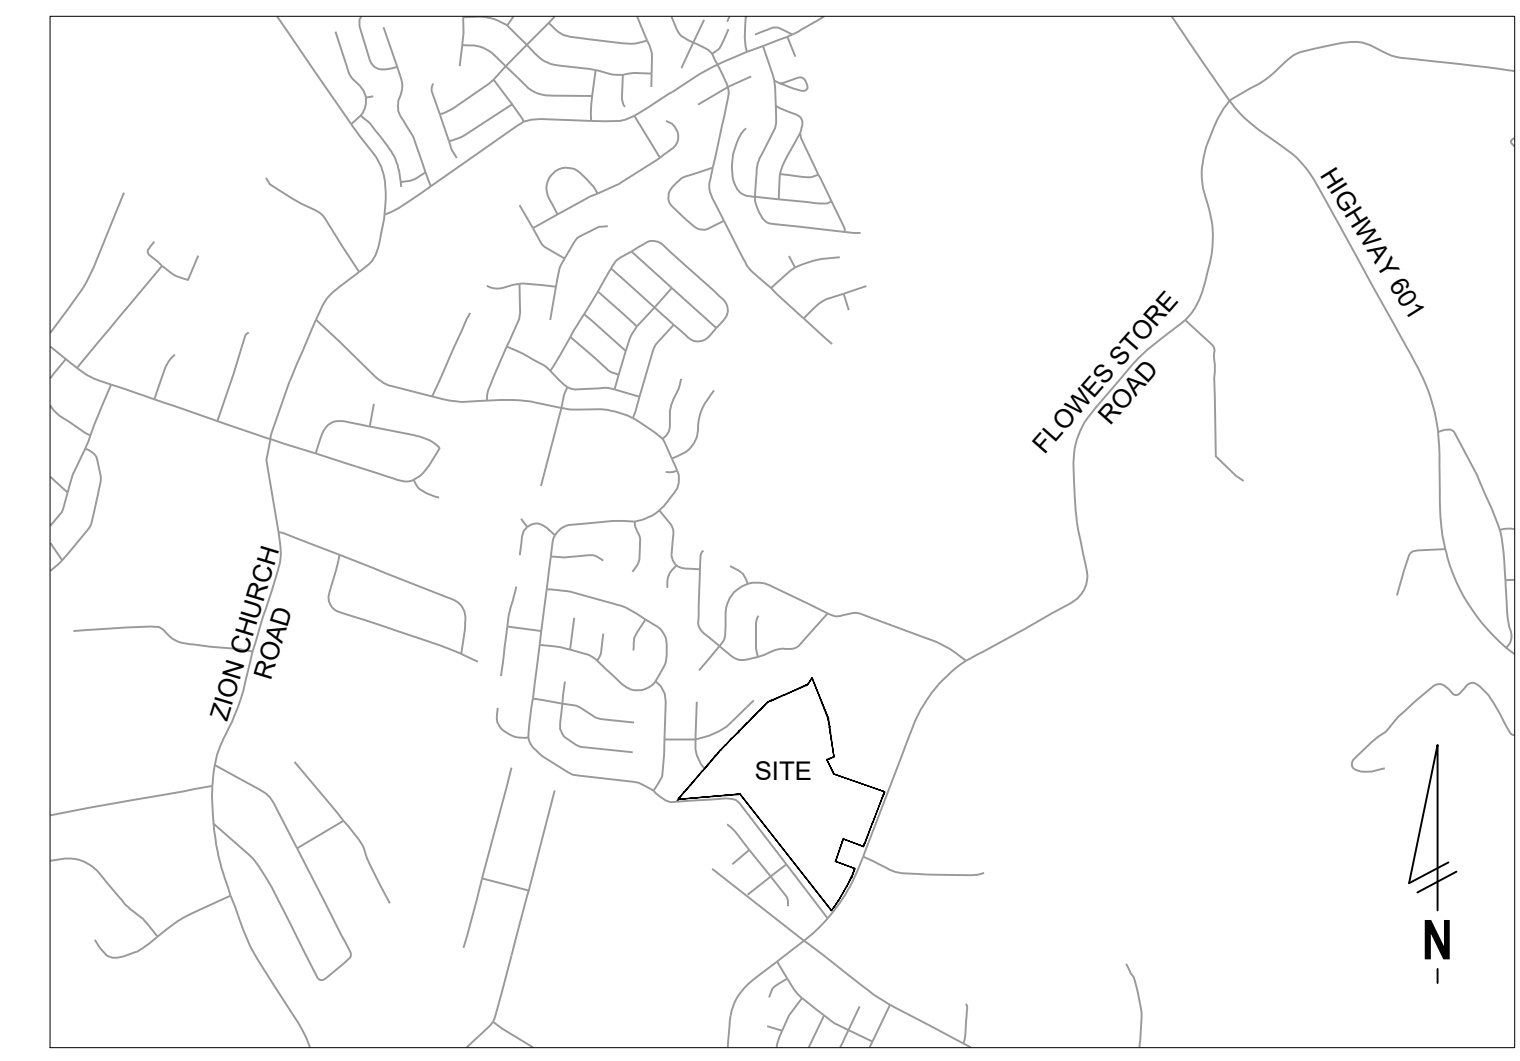 HIGHWAY 601
FLOWES STORE
ROAD
ZION CHURCH
ROAD
SITE
N